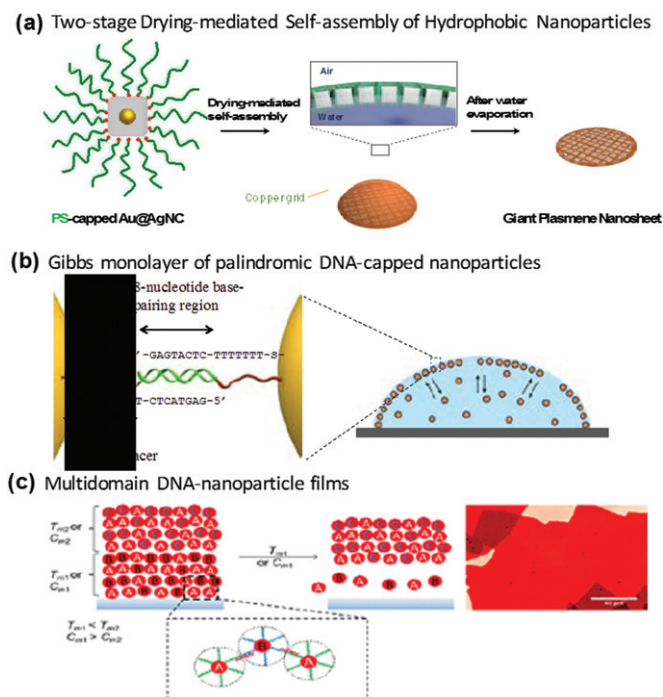 (a) Two-stage Drying-mediated Self-assembly of Hydrophobic Nanoparticles
Air
Water
Drying-mediated
self-assembly
After water
evaporation
Copper grid
PS-capped Au@AgNC
Giant Plasmene Nanosheet
(b) Gibbs monolayer of palindromic DNA-capped nanoparticles
8-nucleotide base-
pairing region
'-GAGTACTC-TTTTTTT-S-
T-CTCATGAG-5'
acer
(c) Multidomain DNA-nanoparticle films
Tm2 or
Cm2
Tm1 or
Cm1
Tm1
or Cm1
Tm1 < Tm2
Cm1 > Cm2
A B A